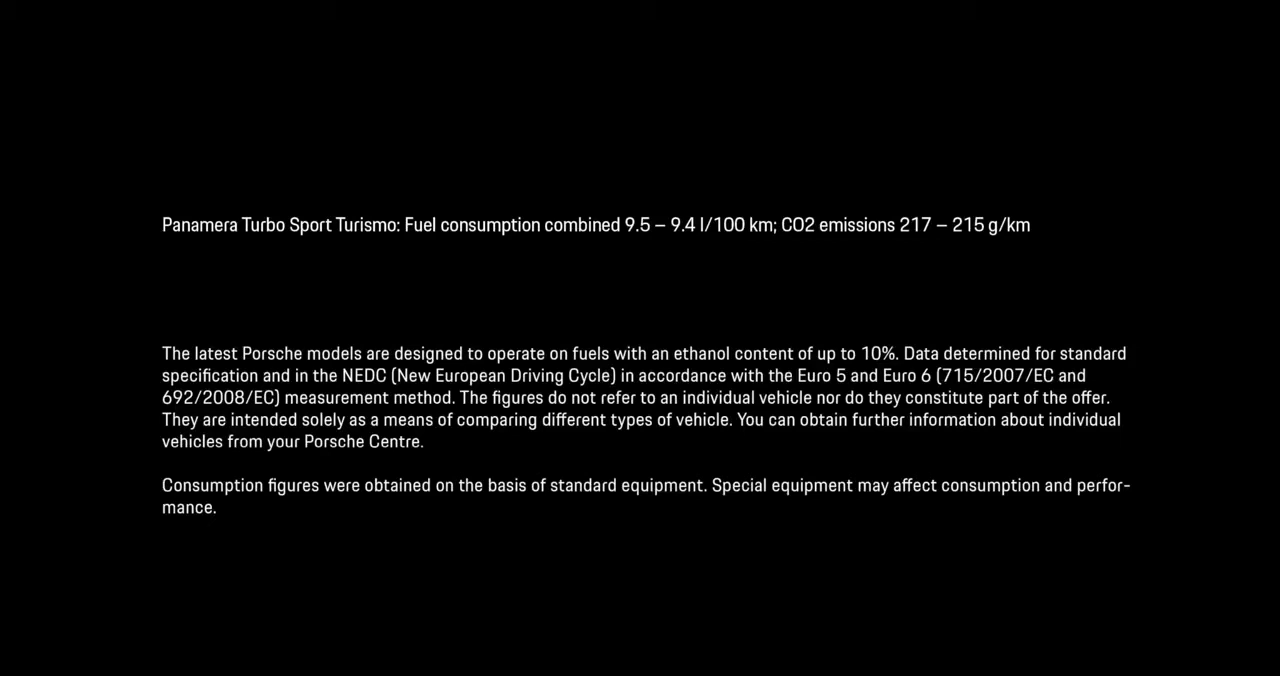 Panamera Turbo Sport Turismo: Fuel consumption combined 9.5 – 9.4 l/100 km; CO2 emissions 217 – 215 g/km
The latest Porsche models are designed to operate on fuels with an ethanol content of up to 10%. Data determined for standard
specification and in the NEDC (New European Driving Cycle) in accordance with the Euro 5 and Euro 6 (715/2007/EC and
692/2008/EC) measurement method. The figures do not refer to an individual vehicle nor do they constitute part of the offer.
They are intended solely as a means of comparing different types of vehicle. You can obtain further information about individual
vehicles from your Porsche Centre.
Consumption figures were obtained on the basis of standard equipment. Special equipment may affect consumption and perfor-
mance.